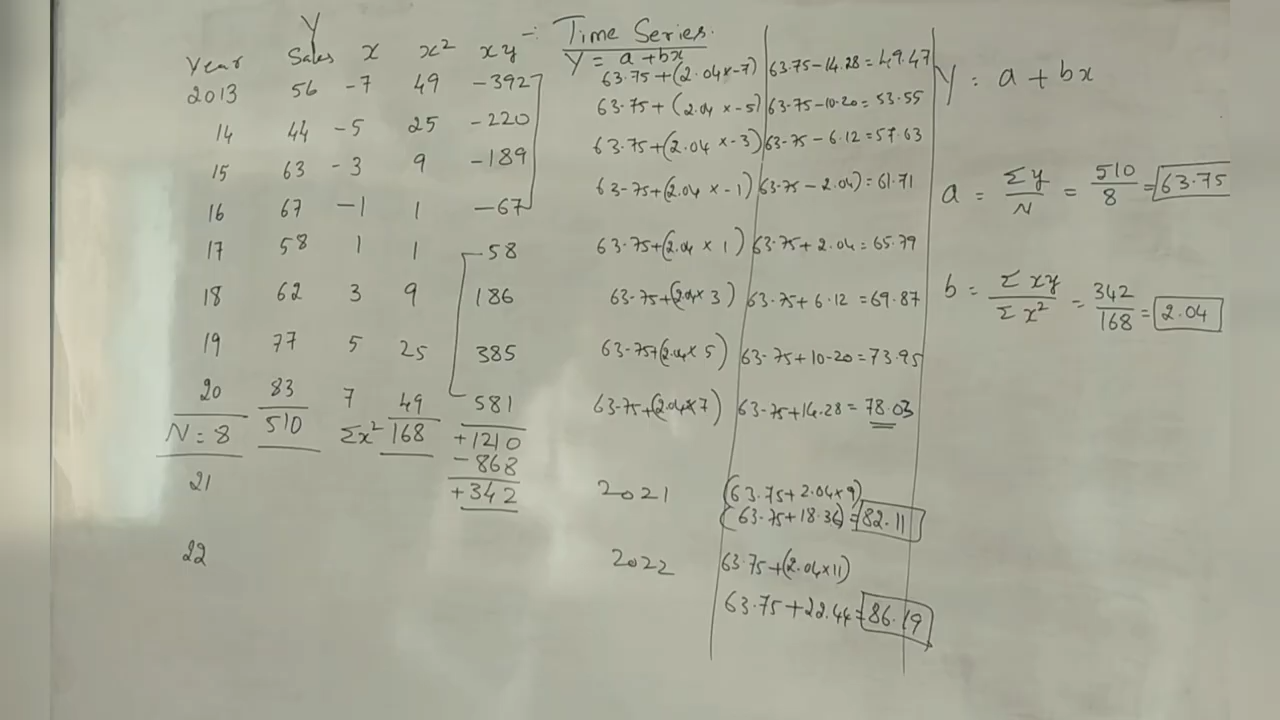 Time Series.
Y
Year Sales x x² xy Y = a + bx
2013 56 -7 49 -392 63.75+(2.04x-7) 63.75-14.28 = 49.47
14 44 -5 25 -220 63.75+(2.04 x -5) 63.75-10.20 = 53.55
15 63 -3 9 -189 63.75+(2.04 x -3) 63.75 - 6.12 = 57.63
16 67 -1 1 -67 63.75+(2.04 x -1) 63.75 - 2.04) = 61.71
17 58 1 1 58 63.75+(2.04 x 1) 63.75 + 2.04 = 65.79
18 62 3 9 186 63.75+(2.04x 3) 63.75 + 6.12 = 69.87
19 77 5 25 385 63.75+(2.04x 5) 63.75 + 10.20 = 73.95
20 83 7 49 581 63.75+(2.04x7) 63.75+14.28 = 78.03
N = 8 510 Σx² 168 +1210
-868
+342
21
22
2021 (63.75+2.04x9)
(63.75+18.36) = 82.11
2022 63.75+(2.04x11)
63.75+22.44 = 86.19
Y = a + bx
a = Σy / N = 510 / 8 = 63.75
b = Σxy / Σx² = 342 / 168 = 2.04